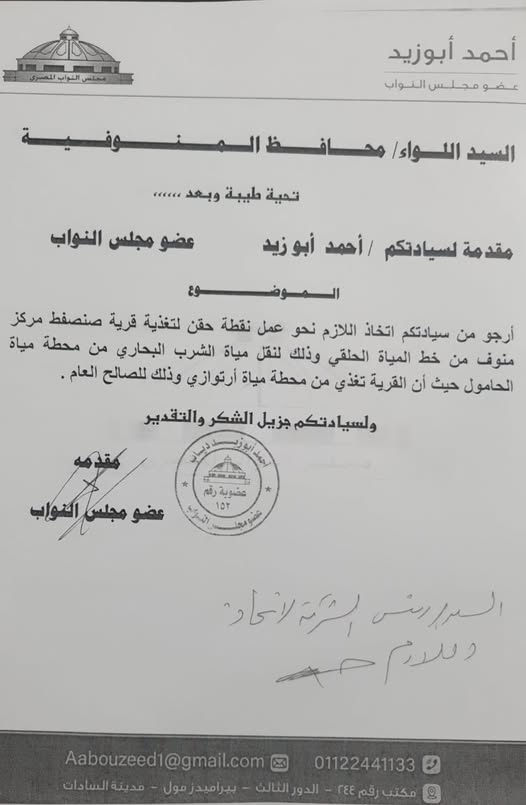 أحمد أبوزيد
عضو مجلس النواب
مجلس النواب المصرى
السيد اللواء/ محافظ المنوفية
تحية طيبة وبعد ،،،،،،
مقدمة لسيادتكم / أحمد أبو زيد عضو مجلس النواب
الموضوع
أرجو من سيادتكم اتخاذ اللازم نحو عمل نقطة حقن لتغذية قرية صنصفط مركز
منوف من خط المياة الحلقي وذلك لنقل مياة الشرب البحاري من محطة مياة
الحامول حيث أن القرية تغذي من محطة مياة أرتوازي وذلك للصالح العام .
ولسيادتكم جزيل الشكر والتقدير
مقدمه
عضو مجلس النواب
أحمد أبوزيد دياب
عضوية رقم
١٥٢
عضو مجلس النواب
السيد رئيس الشركة لاتخاذ
اللازم
Aabouzeed1@gmail.com 01122441133
مكتب رقم ٢٤٤ - الدور الثالث - بيراميدز مول - مدينة السادات